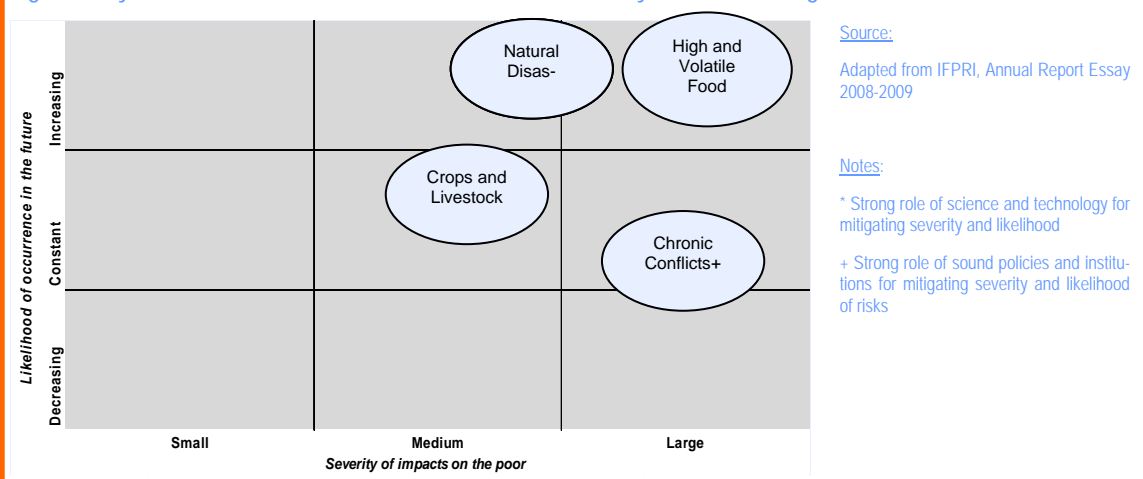 Natural
Disas-
High and
Volatile
Food
Crops and
Livestock
Chronic
Conflicts+
Likelihood of occurrence in the future
Increasing
Constant
Decreasing
Small
Medium
Large
Severity of impacts on the poor
Source:
Adapted from IFPRI, Annual Report Essay
2008-2009
Notes:
* Strong role of science and technology for
mitigating severity and likelihood
+ Strong role of sound policies and institu-
tions for mitigating severity and likelihood
of risks